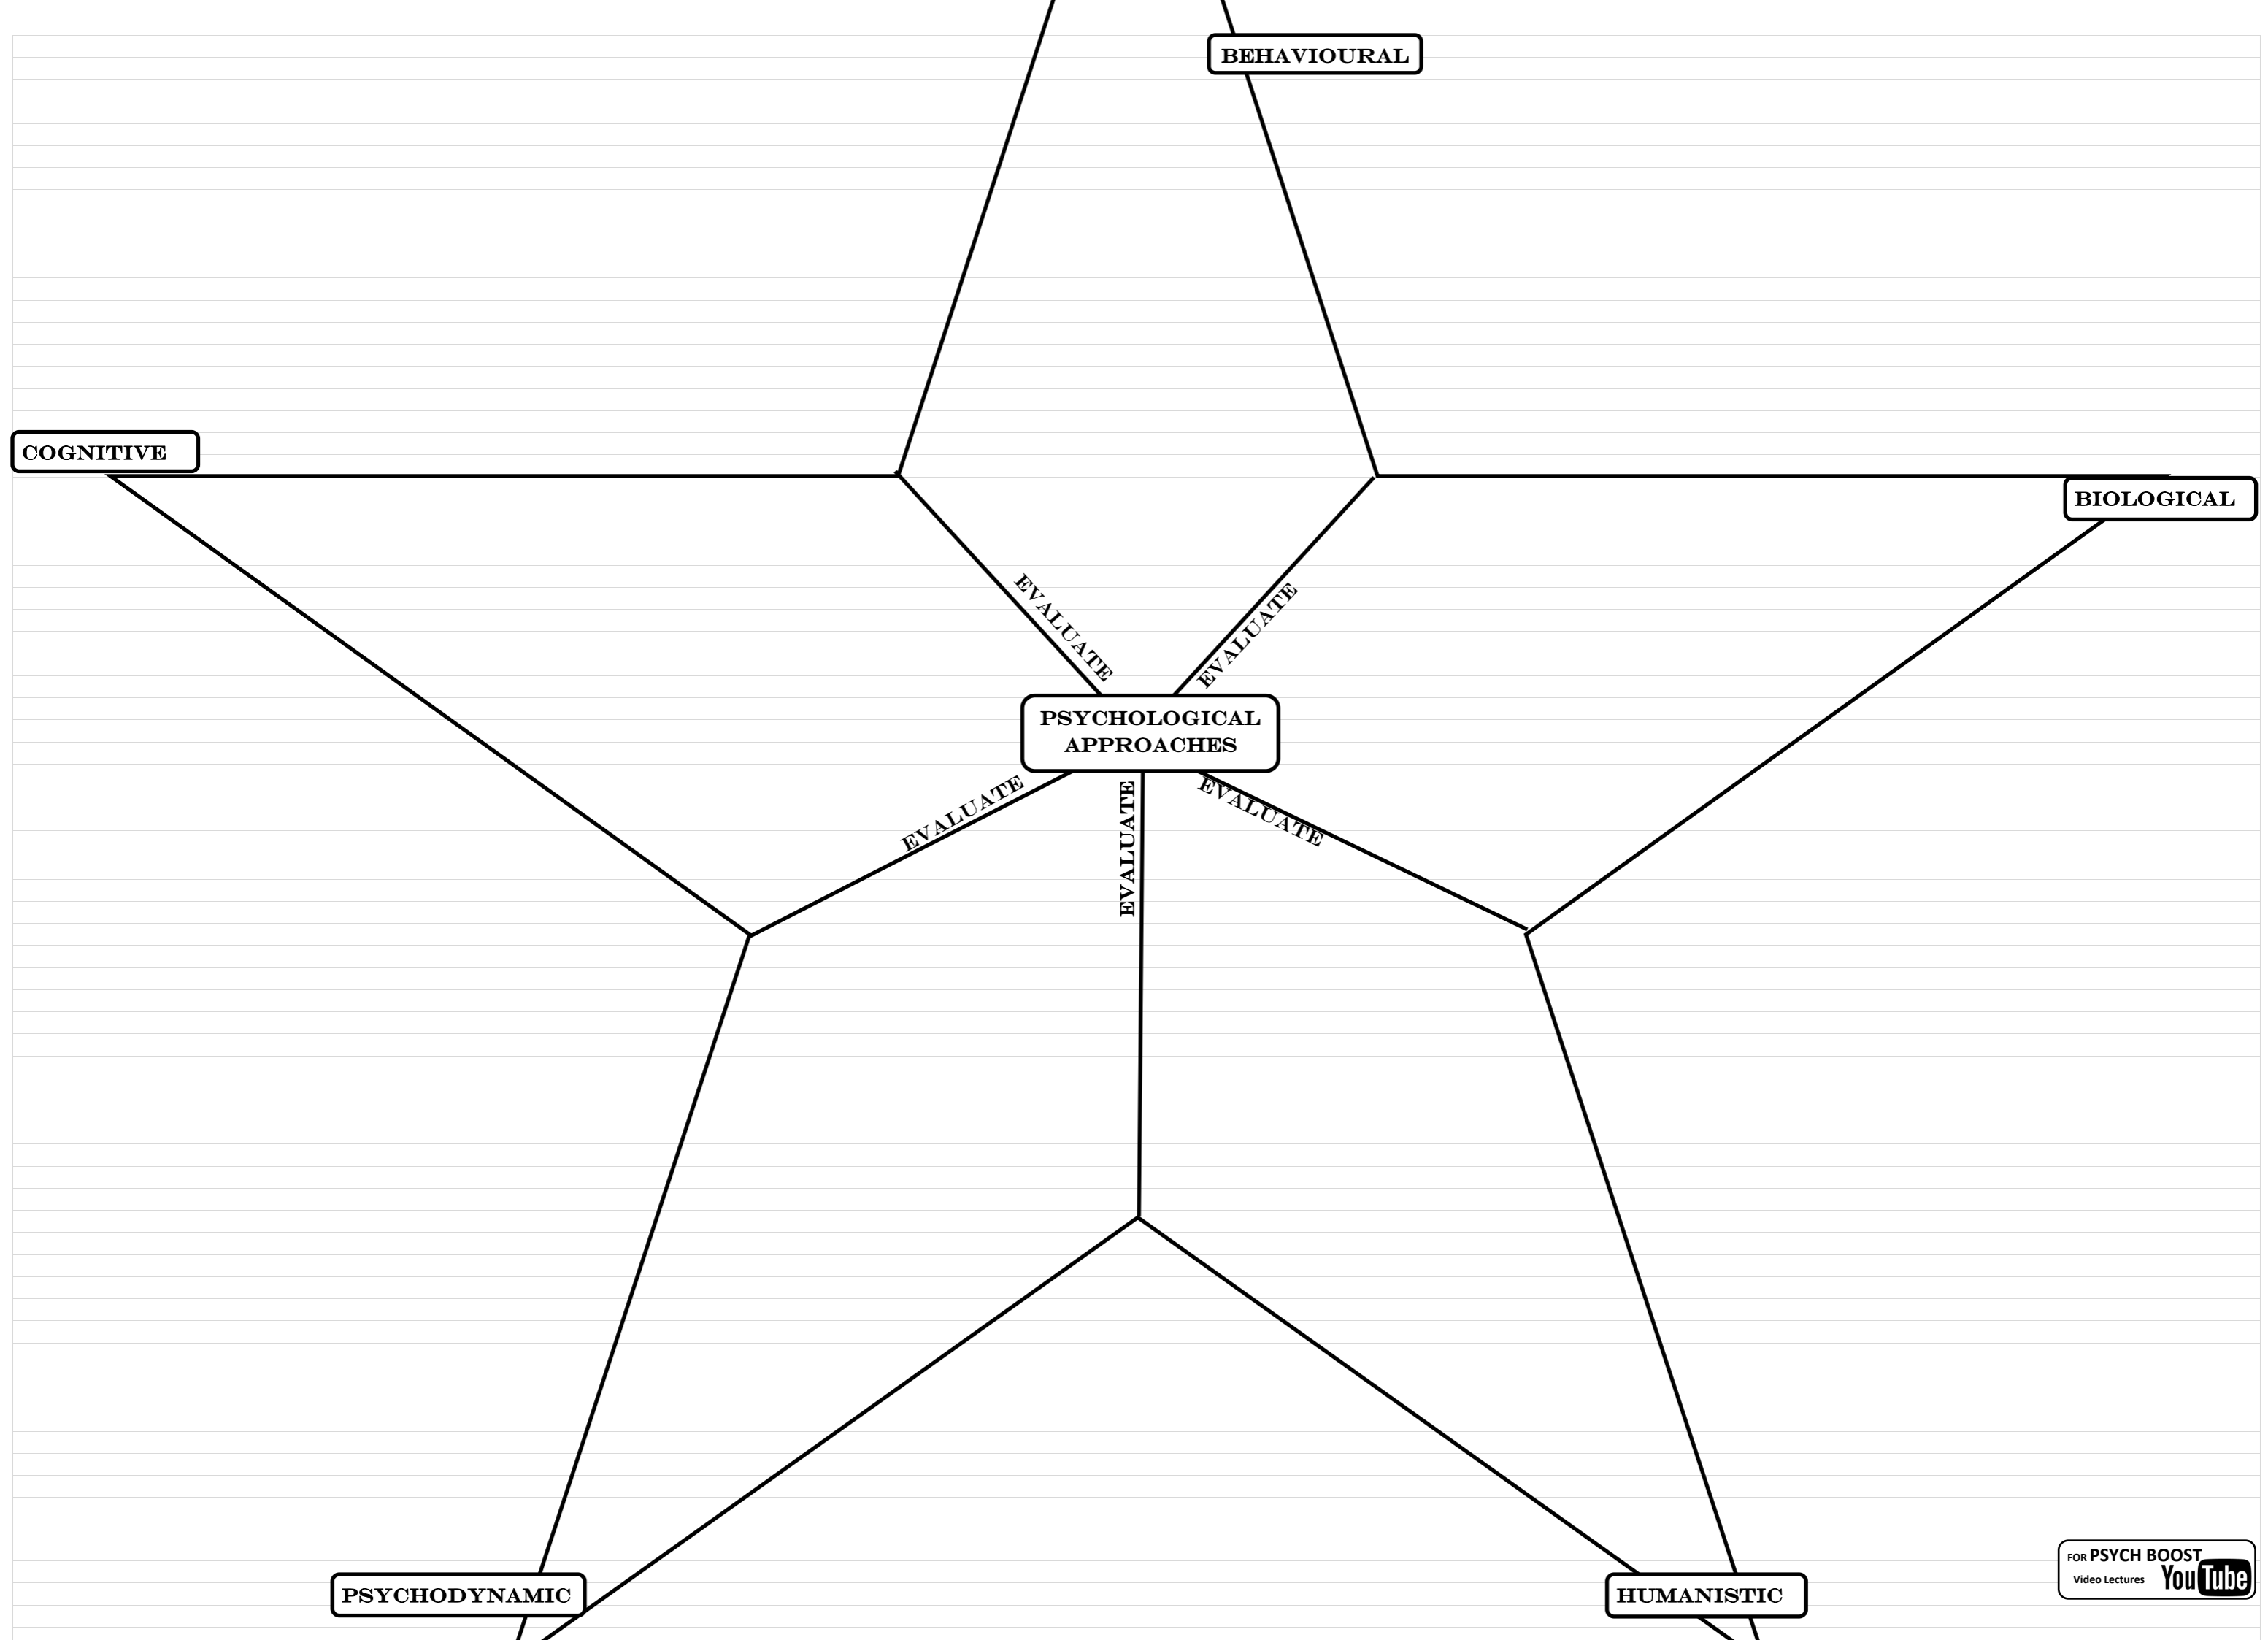 BEHAVIOURAL
COGNITIVE
BIOLOGICAL
EVALUATE
EVALUATE
PSYCHOLOGICAL
APPROACHES
EVALUATE
EVALUATE
EVALUATE
PSYCHODYNAMIC
HUMANISTIC
FOR PSYCH BOOST
Video Lectures YouTube